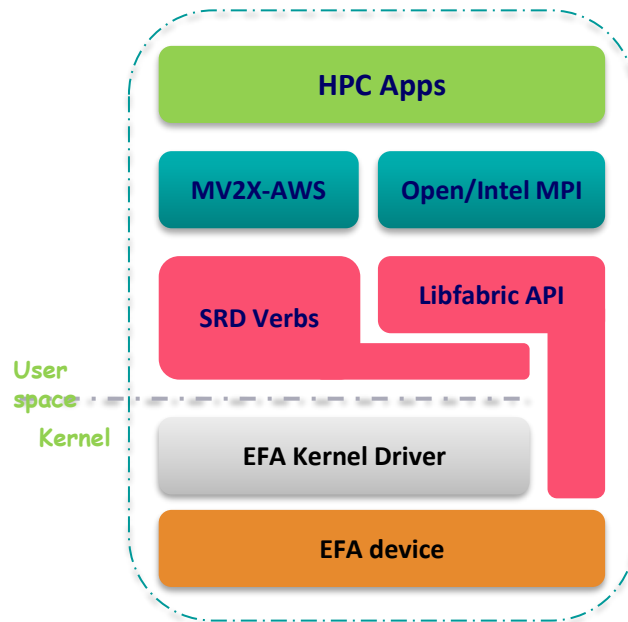 HPC Apps
MV2X-AWS
Open/Intel MPI
SRD Verbs
Libfabric API
User
space
Kernel
EFA Kernel Driver
EFA device